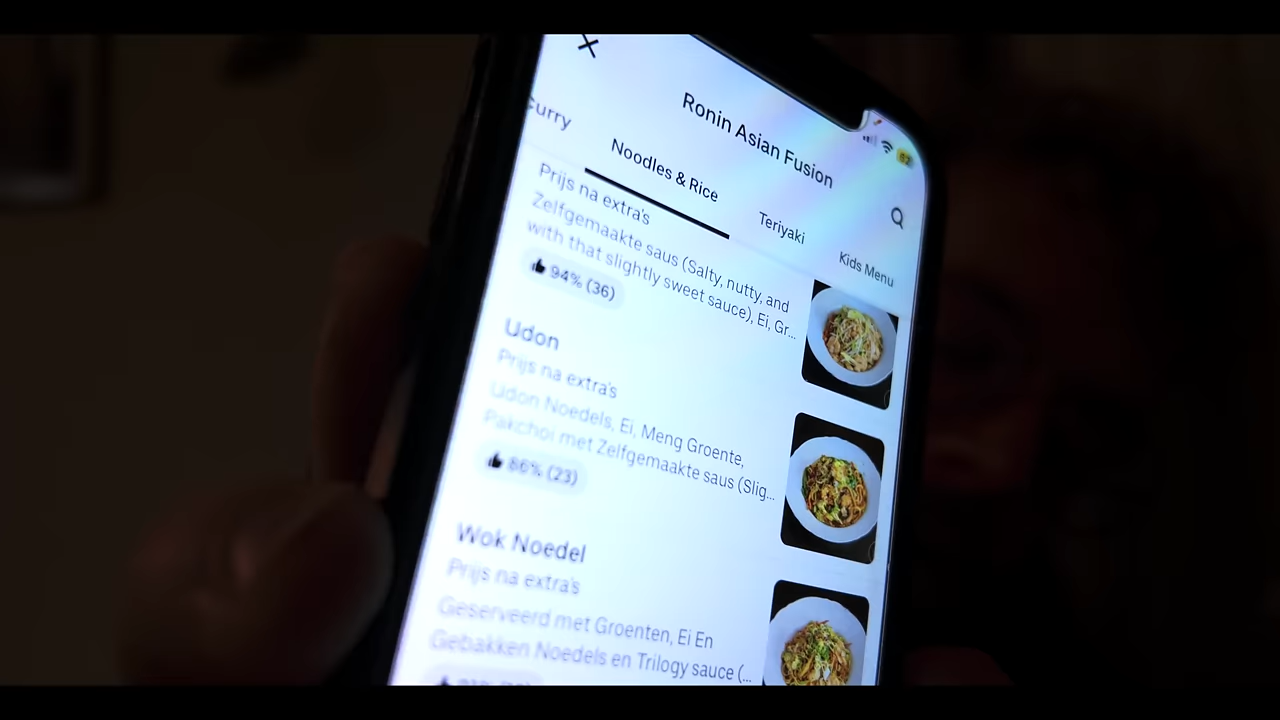 Ronin Asian Fusion
Curry
Noodles & Rice
Teriyaki
Kids Menu
Prijs na extra's
Zelfgemaakte saus (Salty, nutty, and
with that slightly sweet sauce), Ei, Gr...
94% (36)
Udon
Prijs na extra's
Udon Noedels, Ei, Meng Groente,
Pakchoi met Zelfgemaakte saus (Slig...
86% (23)
Wok Noedel
Prijs na extra's
Geserveerd met Groenten, Ei En
Gebakken Noedels en Trilogy sauce (...